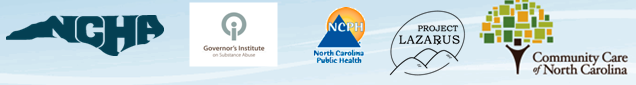 NCHA
Governor's Institute
on Substance Abuse
NCPH
North Carolina
Public Health
PROJECT
LAZARUS
Community Care
of North Carolina